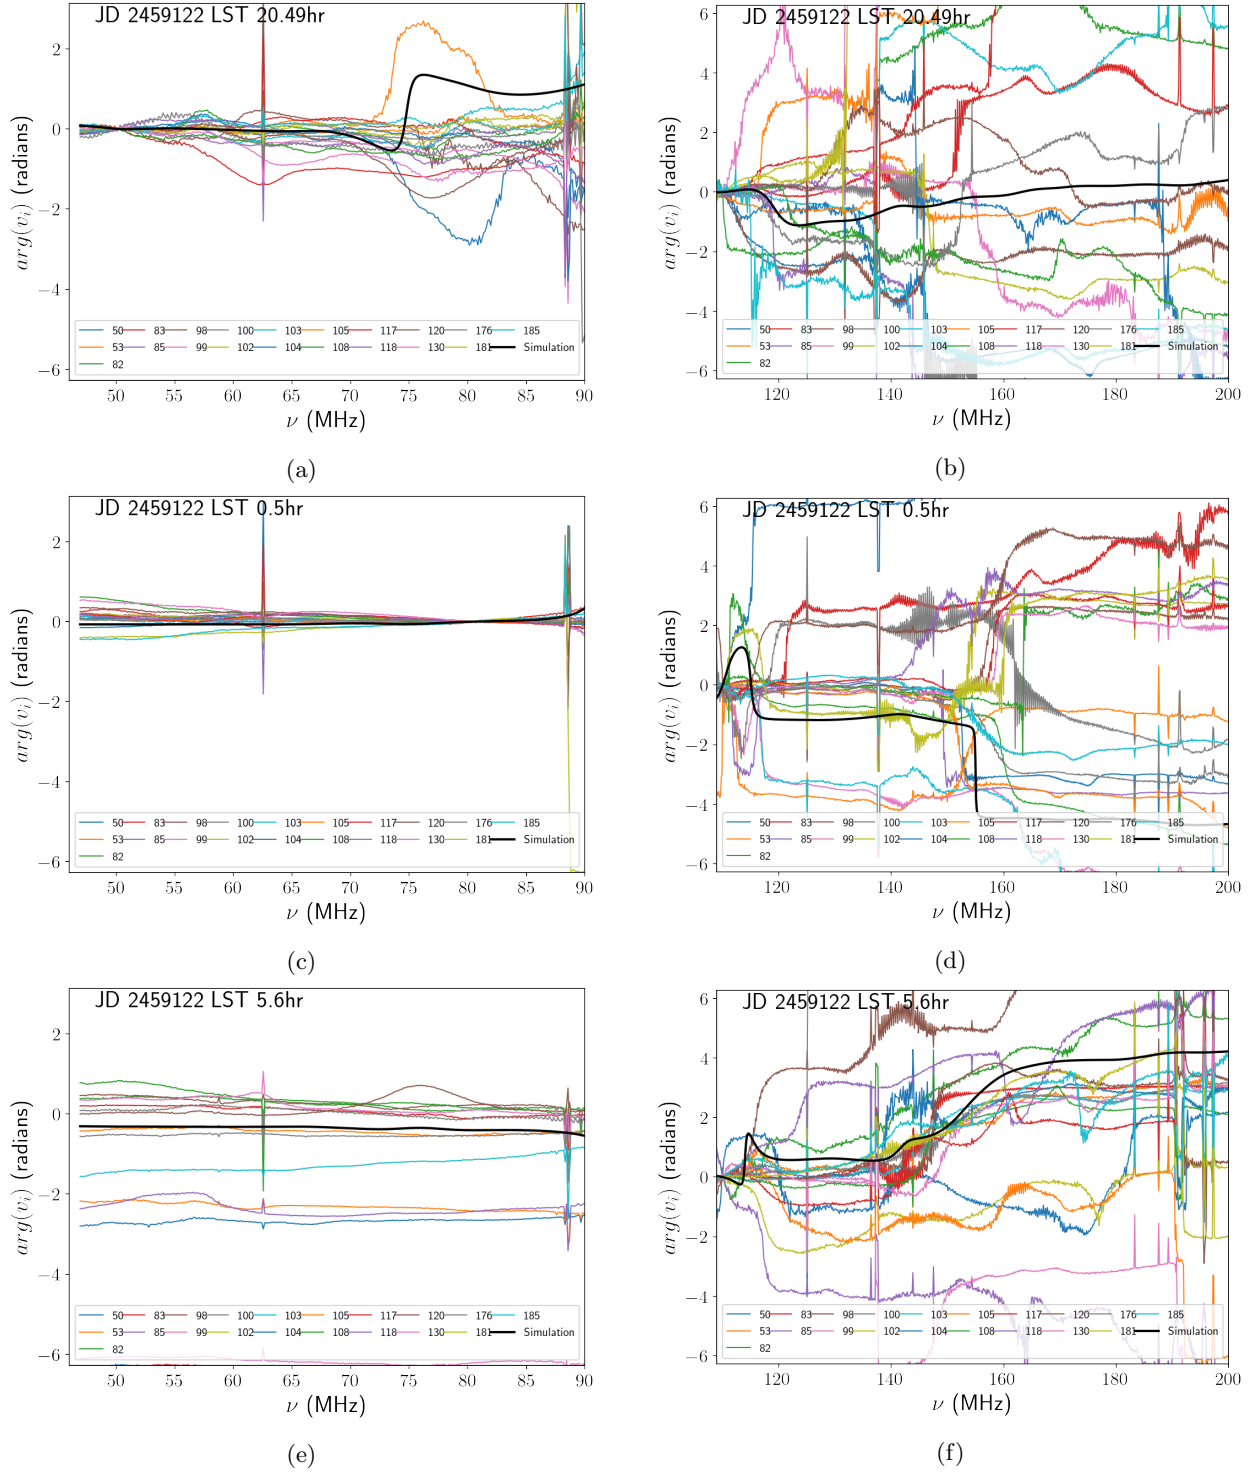 JD 2459122 LST 20.49hr
2
0
−2
−4
−6
arg(v_i) (radians)
50 83 98 100 103 105 117 120 176 185
53 85 99 102 104 108 118 130 181 Simulation
82
50 55 60 65 70 75 80 85 90
ν (MHz)
(a)
JD 2459122 LST 20.49hr
6
4
2
0
−2
−4
−6
arg(v_i) (radians)
50 83 98 100 103 105 117 120 176 185
53 85 99 102 104 108 118 130 181 Simulation
82
120 140 160 180 200
ν (MHz)
(b)
JD 2459122 LST 0.5hr
2
0
−2
−4
−6
arg(v_i) (radians)
50 83 98 100 103 105 117 120 176 185
53 85 99 102 104 108 118 130 181 Simulation
82
50 55 60 65 70 75 80 85 90
ν (MHz)
(c)
JD 2459122 LST 0.5hr
6
4
2
0
−2
−4
−6
arg(v_i) (radians)
50 83 98 100 103 105 117 120 176 185
53 85 99 102 104 108 118 130 181 Simulation
82
120 140 160 180 200
ν (MHz)
(d)
JD 2459122 LST 5.6hr
2
0
−2
−4
−6
arg(v_i) (radians)
50 83 98 100 103 105 117 120 176 185
53 85 99 102 104 108 118 130 181 Simulation
82
50 55 60 65 70 75 80 85 90
ν (MHz)
(e)
JD 2459122 LST 5.6hr
6
4
2
0
−2
−4
−6
arg(v_i) (radians)
50 83 98 100 103 105 117 120 176 185
53 85 99 102 104 108 118 130 181 Simulation
82
120 140 160 180 200
ν (MHz)
(f)